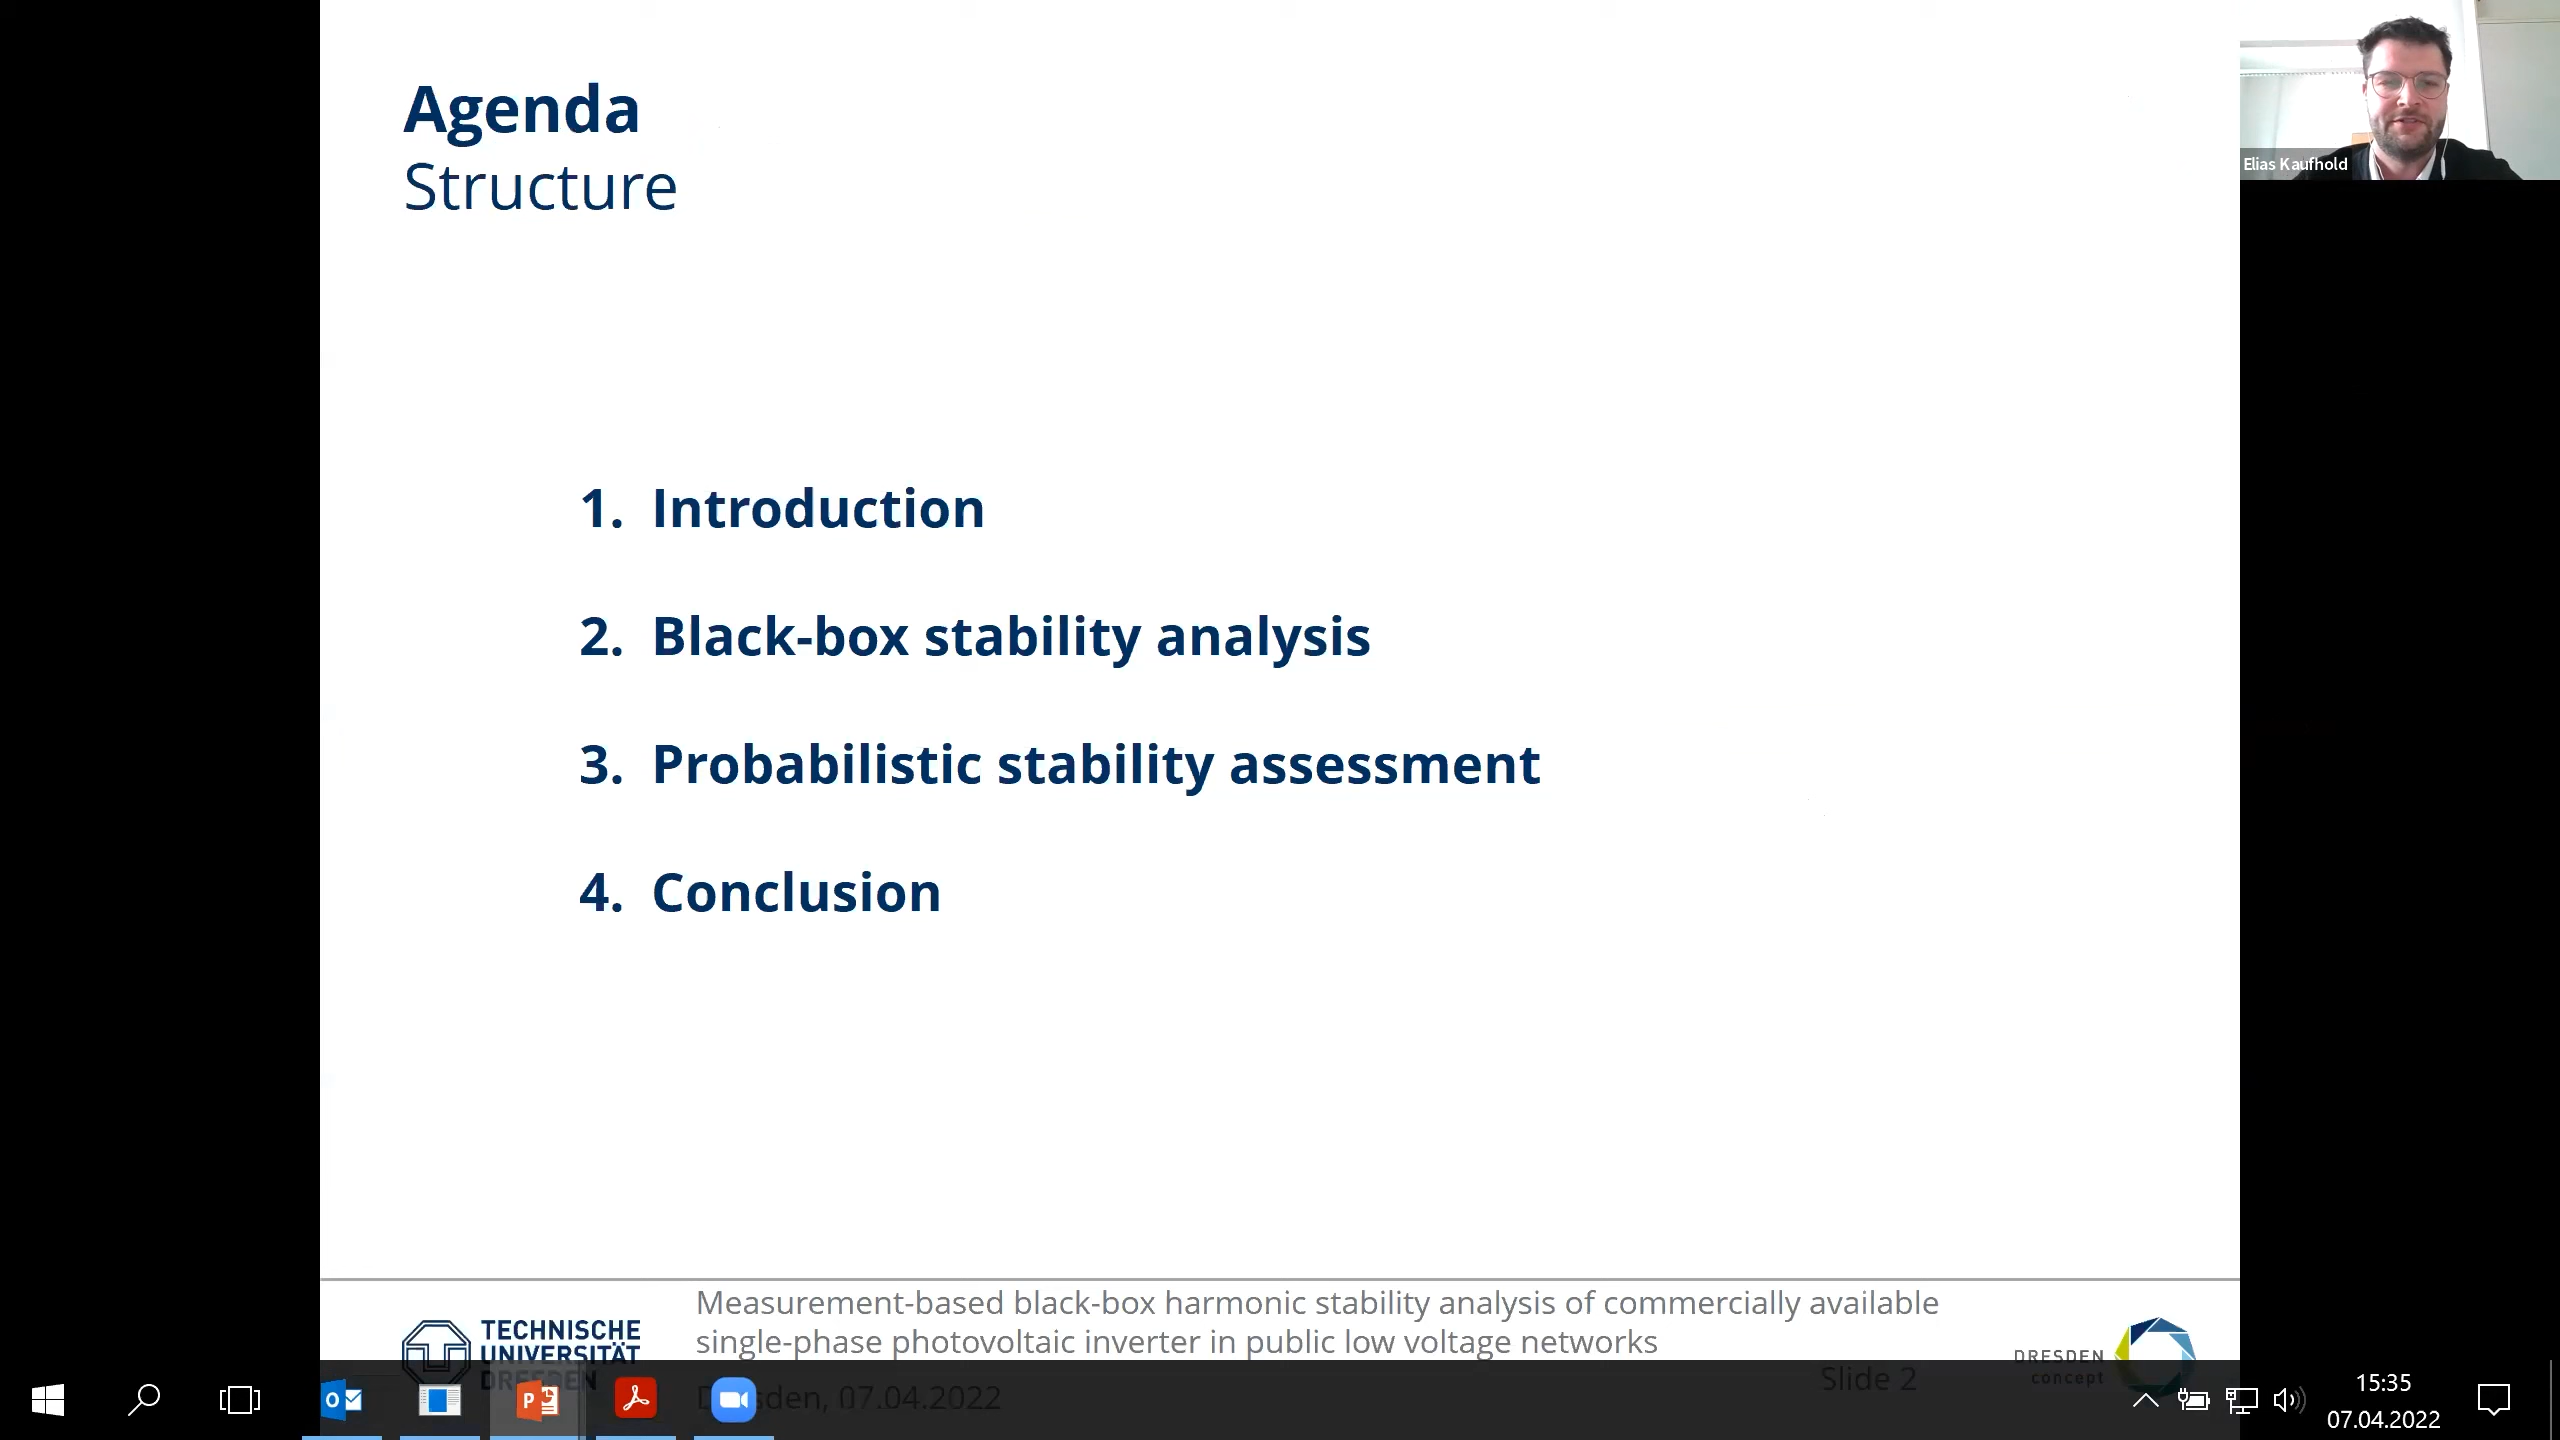 Agenda
Structure
Elias Kaufhold
1. Introduction
2. Black-box stability analysis
3. Probabilistic stability assessment
4. Conclusion
TECHNISCHE
UNIVERSITÄT
DRESDEN
Measurement-based black-box harmonic stability analysis of commercially available
single-phase photovoltaic inverter in public low voltage networks
Dresden, 07.04.2022
Slide 2
DRESDEN
concept
15:35
07.04.2022